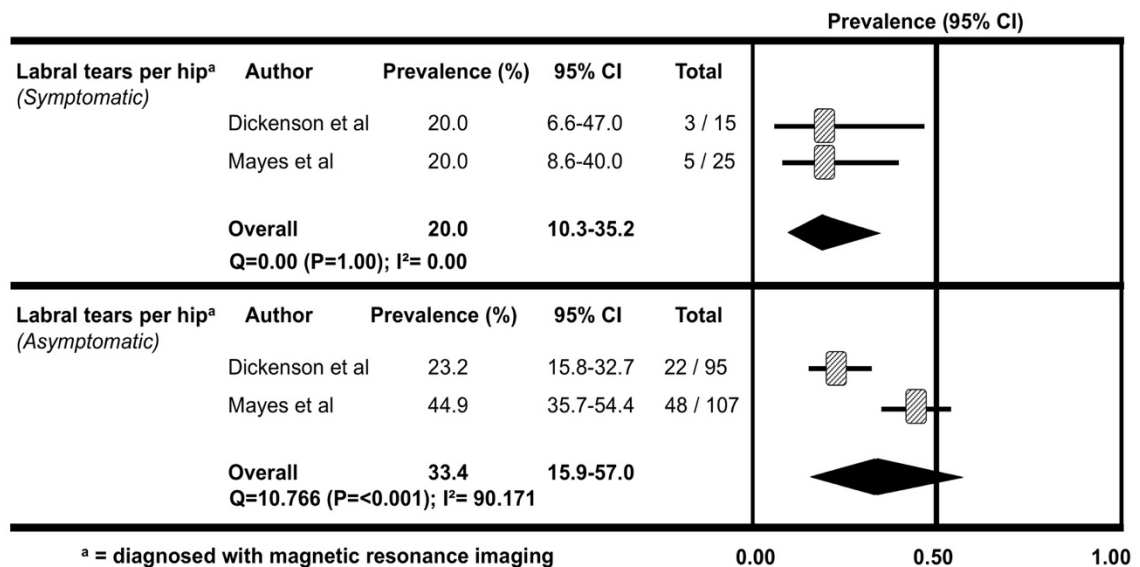 Prevalence (95% CI)
Labral tears per hipᵃ Author Prevalence (%) 95% CI Total
(Symptomatic)
Dickenson et al 20.0 6.6-47.0 3 / 15
Mayes et al 20.0 8.6-40.0 5 / 25
Overall 20.0 10.3-35.2
Q=0.00 (P=1.00); I²= 0.00
Labral tears per hipᵃ Author Prevalence (%) 95% CI Total
(Asymptomatic)
Dickenson et al 23.2 15.8-32.7 22 / 95
Mayes et al 44.9 35.7-54.4 48 / 107
Overall 33.4 15.9-57.0
Q=10.766 (P=<0.001); I²= 90.171
ᵃ = diagnosed with magnetic resonance imaging 0.00 0.50 1.00